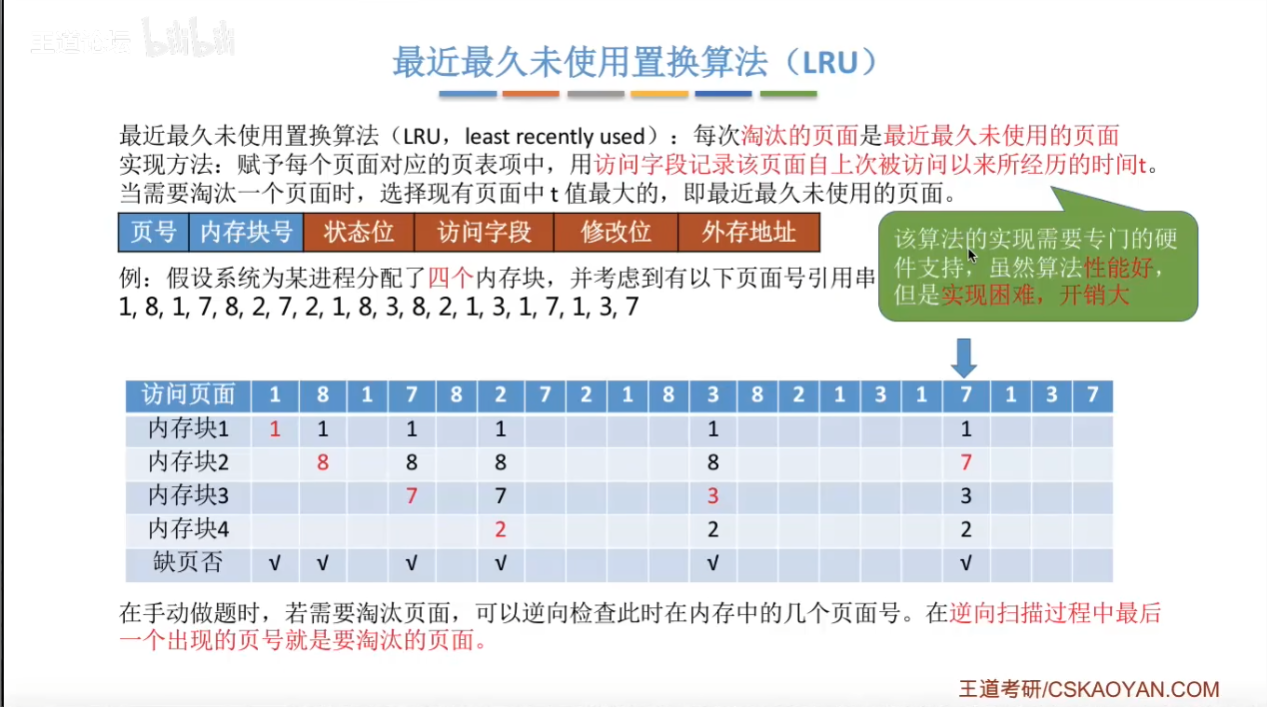 王道论坛 bilibili
最近最久未使用置换算法（LRU）
最近最久未使用置换算法（LRU，least recently used）：每次淘汰的页面是最近最久未使用的页面
实现方法：赋予每个页面对应的页表项中，用访问字段记录该页面自上次被访问以来所经历的时间t。
当需要淘汰一个页面时，选择现有页面中 t 值最大的，即最近最久未使用的页面。
页号 内存块号 状态位 访问字段 修改位 外存地址
该算法的实现需要专门的硬
件支持，虽然算法性能好，
但是实现困难，开销大
例：假设系统为某进程分配了四个内存块，并考虑到有以下页面号引用串
1, 8, 1, 7, 8, 2, 7, 2, 1, 8, 3, 8, 2, 1, 3, 1, 7, 1, 3, 7
访问页面 1 8 1 7 8 2 7 2 1 8 3 8 2 1 3 1 7 1 3 7
内存块1 1 1 1 1 1 1
内存块2 8 8 8 8 7
内存块3 7 7 3 3
内存块4 2 2 2
缺页否 √ √ √ √ √ √
在手动做题时，若需要淘汰页面，可以逆向检查此时在内存中的几个页面号。在逆向扫描过程中最后
一个出现的页号就是要淘汰的页面。
王道考研/CSKAOYAN.COM